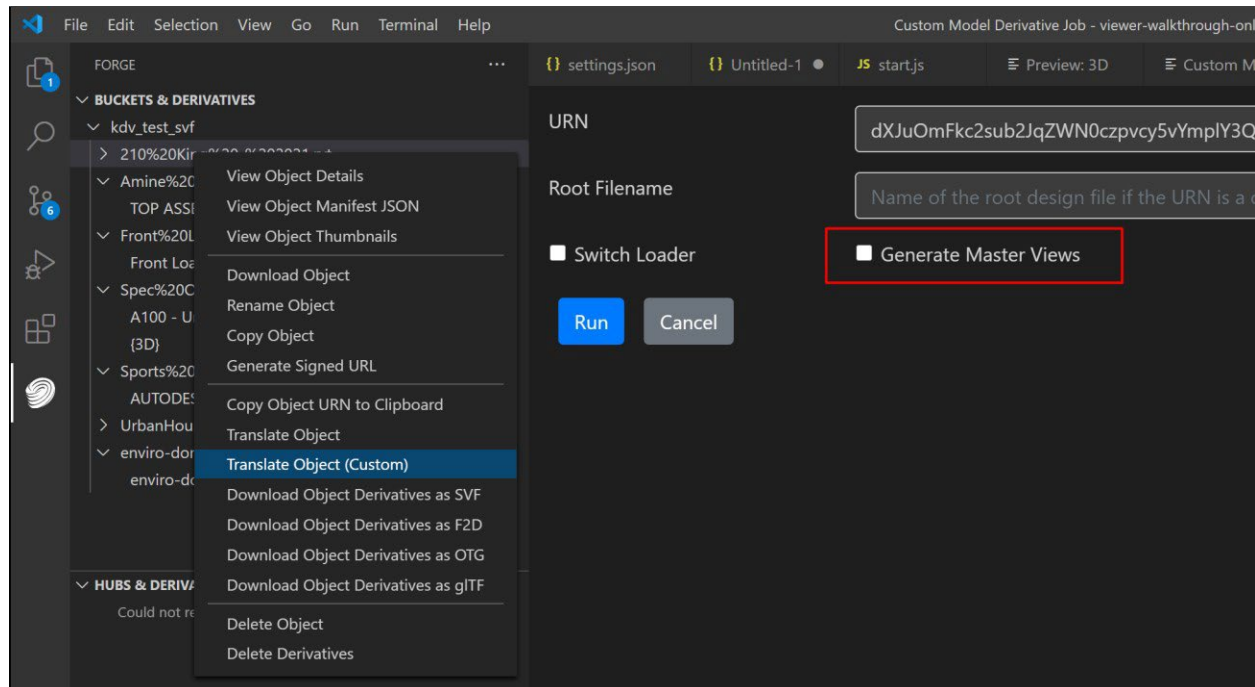 File Edit Selection View Go Run Terminal Help
Custom Model Derivative Job - viewer-walkthrough-onl
1
6
FORGE ...
BUCKETS & DERIVATIVES
kdv_test_svf
210%20Kin
Amine%20
TOP ASSE
Front%20L
Front Loa
Spec%20C
A100 - U
{3D}
Sports%20
AUTODES
UrbanHou
enviro-dor
enviro-do
HUBS & DERIVA
Could not re
View Object Details
View Object Manifest JSON
View Object Thumbnails
Download Object
Rename Object
Copy Object
Generate Signed URL
Copy Object URN to Clipboard
Translate Object
Translate Object (Custom)
Download Object Derivatives as SVF
Download Object Derivatives as F2D
Download Object Derivatives as OTG
Download Object Derivatives as glTF
Delete Object
Delete Derivatives
{} settings.json {} Untitled-1 JS start.js Preview: 3D Custom M
URN dXJuOmFkc2sub2JqZWN0czpvcy5vYmplY3Q
Root Filename Name of the root design file if the URN is a c
Switch Loader Generate Master Views
Run Cancel